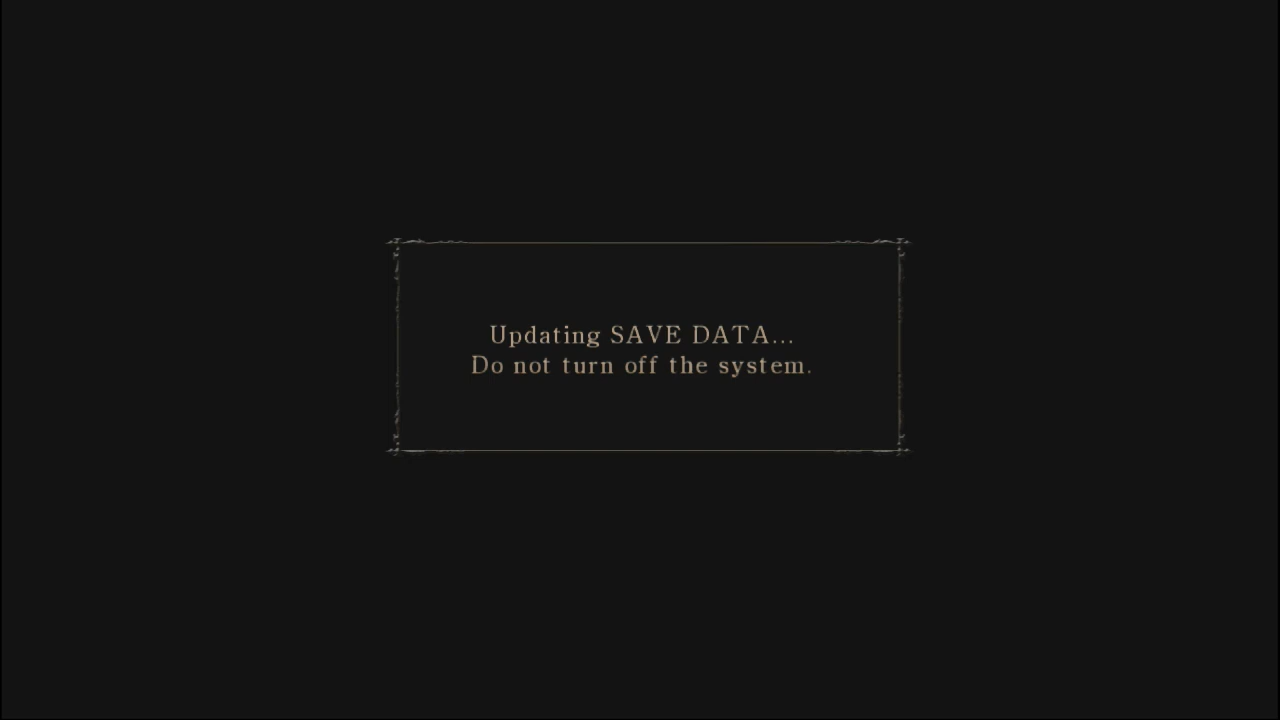 Updating SAVE DATA...
Do not turn off the system.